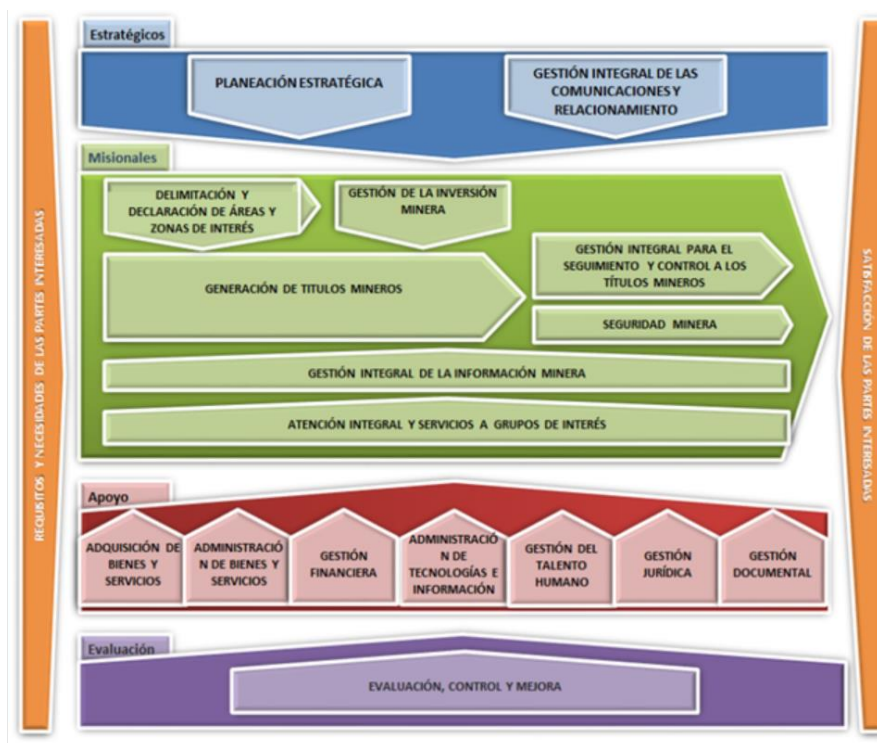 REQUISITOS Y NECESIDADES DE LAS PARTES INTERESADAS
Estratégicos
PLANEACIÓN ESTRATÉGICA
GESTIÓN INTEGRAL DE LAS
COMUNICACIONES Y
RELACIONAMIENTO
Misionales
DELIMITACIÓN Y
DECLARACIÓN DE ÁREAS Y
ZONAS DE INTERÉS
GESTIÓN DE LA INVERSIÓN
MINERA
GENERACIÓN DE TITULOS MINEROS
GESTIÓN INTEGRAL PARA EL
SEGUIMIENTO Y CONTROL A LOS
TÍTULOS MINEROS
SEGURIDAD MINERA
GESTIÓN INTEGRAL DE LA INFORMACIÓN MINERA
ATENCIÓN INTEGRAL Y SERVICIOS A GRUPOS DE INTERÉS
Apoyo
ADQUISICIÓN DE
BIENES Y
SERVICIOS
ADMINISTRACIÓ
N DE BIENES Y
SERVICIOS
GESTIÓN
FINANCIERA
ADMINISTRACIÓ
N DE
TECNOLOGÍAS E
INFORMACIÓN
GESTIÓN DEL
TALENTO
HUMANO
GESTIÓN
JURÍDICA
GESTIÓN
DOCUMENTAL
Evaluación
EVALUACIÓN, CONTROL Y MEJORA
SATISFACCIÓN DE LAS PARTES INTERESADAS